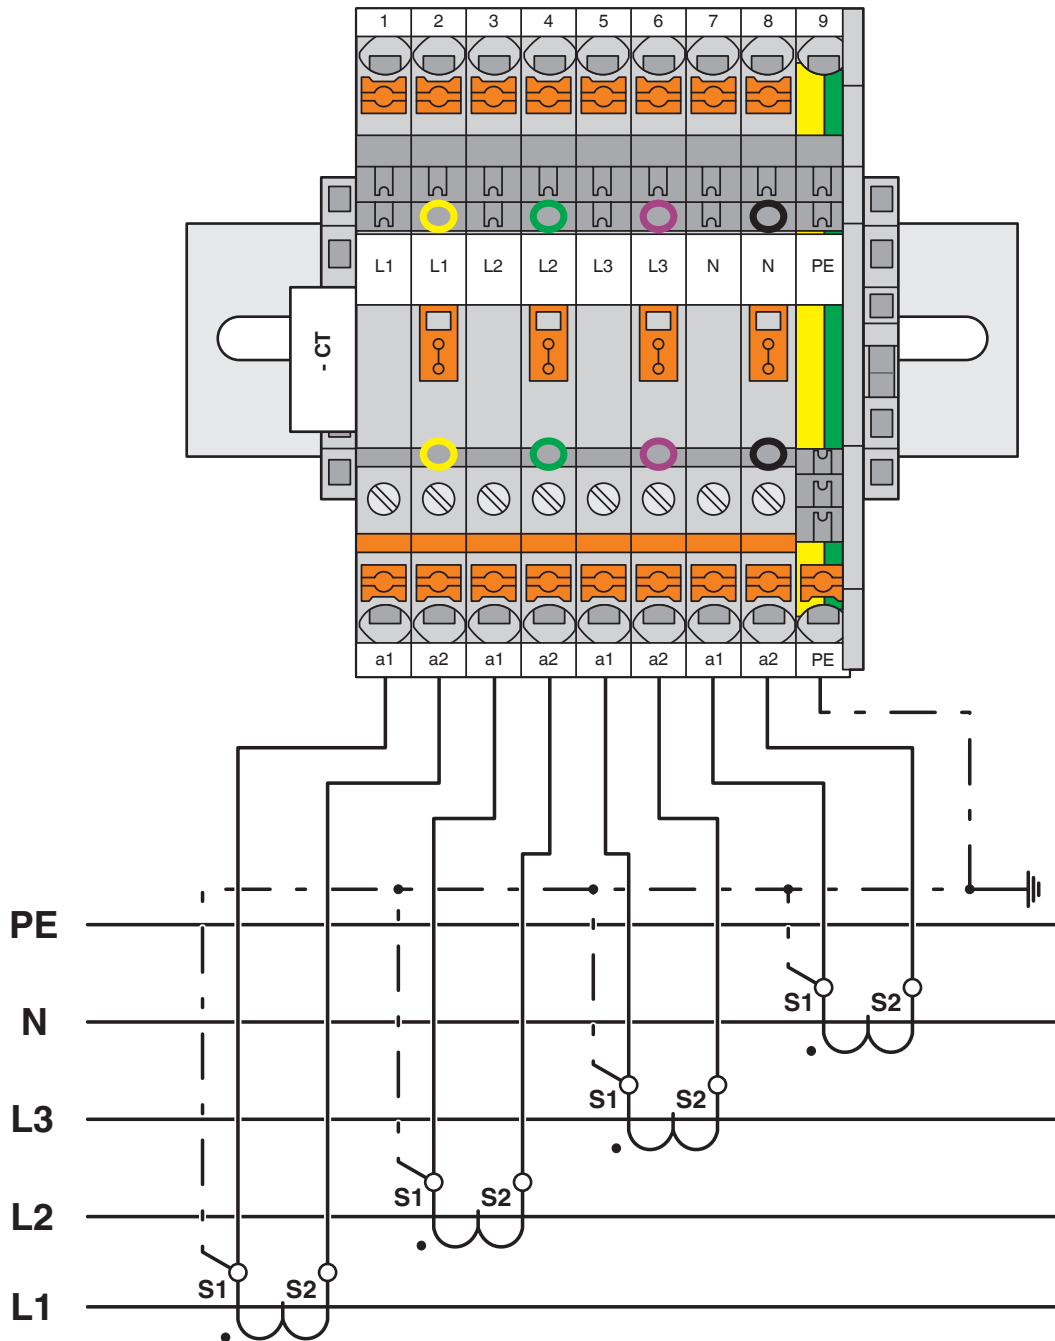 1 2 3 4 5 6 7 8 9
L1 L1 L2 L2 L3 L3 N N PE
- CT
a1 a2 a1 a2 a1 a2 a1 a2 PE
PE
S1 S2
N
S1 S2
L3
S1 S2
L2
S1 S2
L1